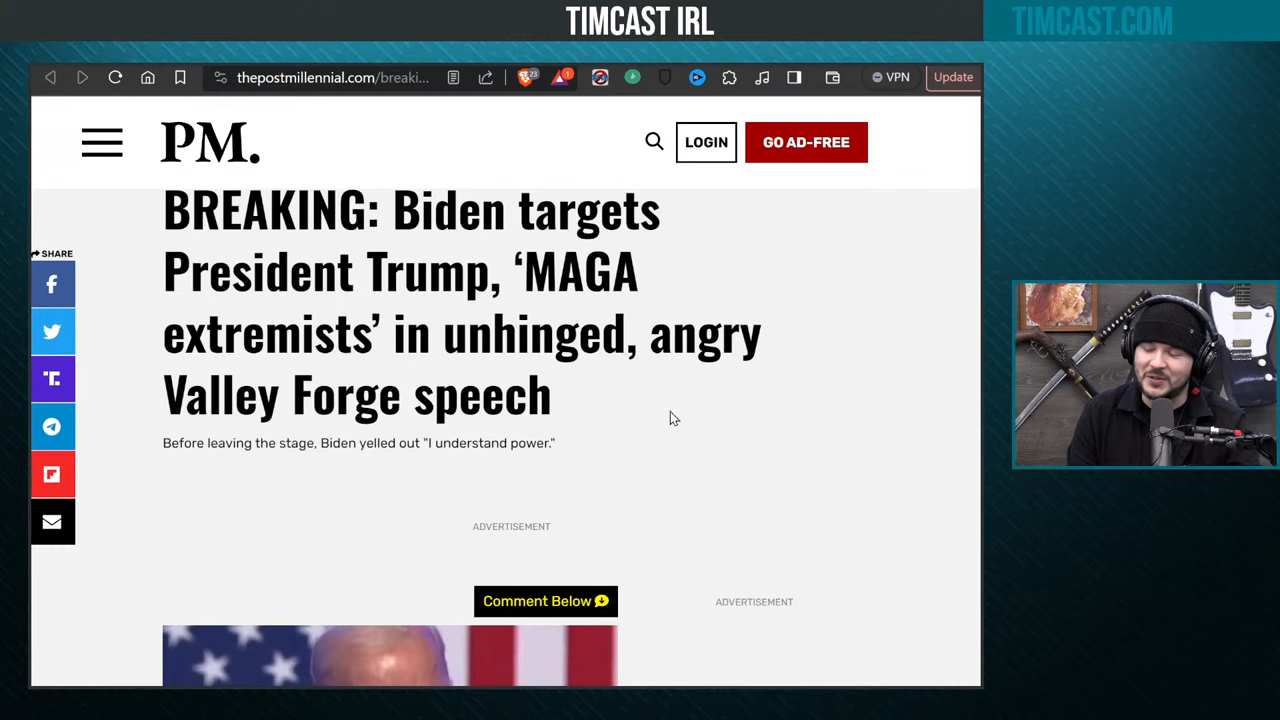 TIMCAST IRL
TIMCAST.COM
thepostmillennial.com/breaki...
23
1
VPN
Update
PM.
LOGIN
GO AD-FREE
BREAKING: Biden targets
President Trump, ‘MAGA
extremists’ in unhinged, angry
Valley Forge speech
SHARE
Before leaving the stage, Biden yelled out "I understand power."
ADVERTISEMENT
Comment Below
ADVERTISEMENT